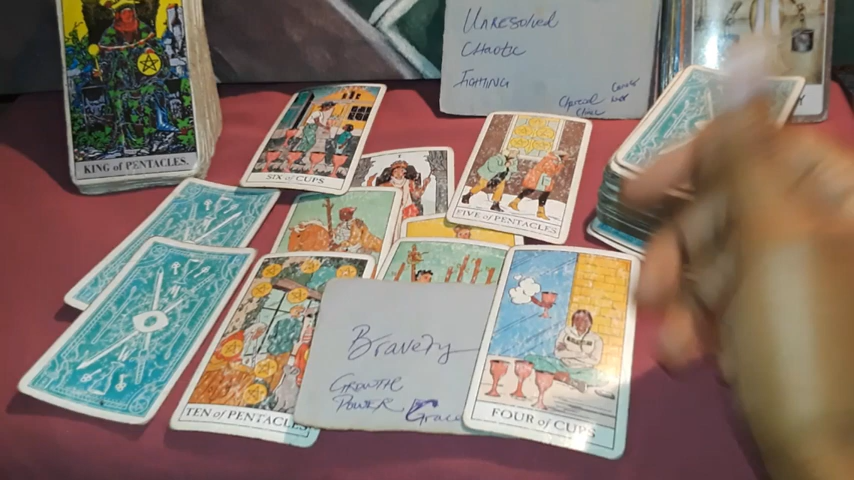 UNRESOLVED
CHAOTIC
FIGHTING
KING of PENTACLES.
SIX of CUPS
FIVE of PENTACLES
Bravery
GROWTH
POWER Grace
TEN of PENTACLES
FOUR of CUPS